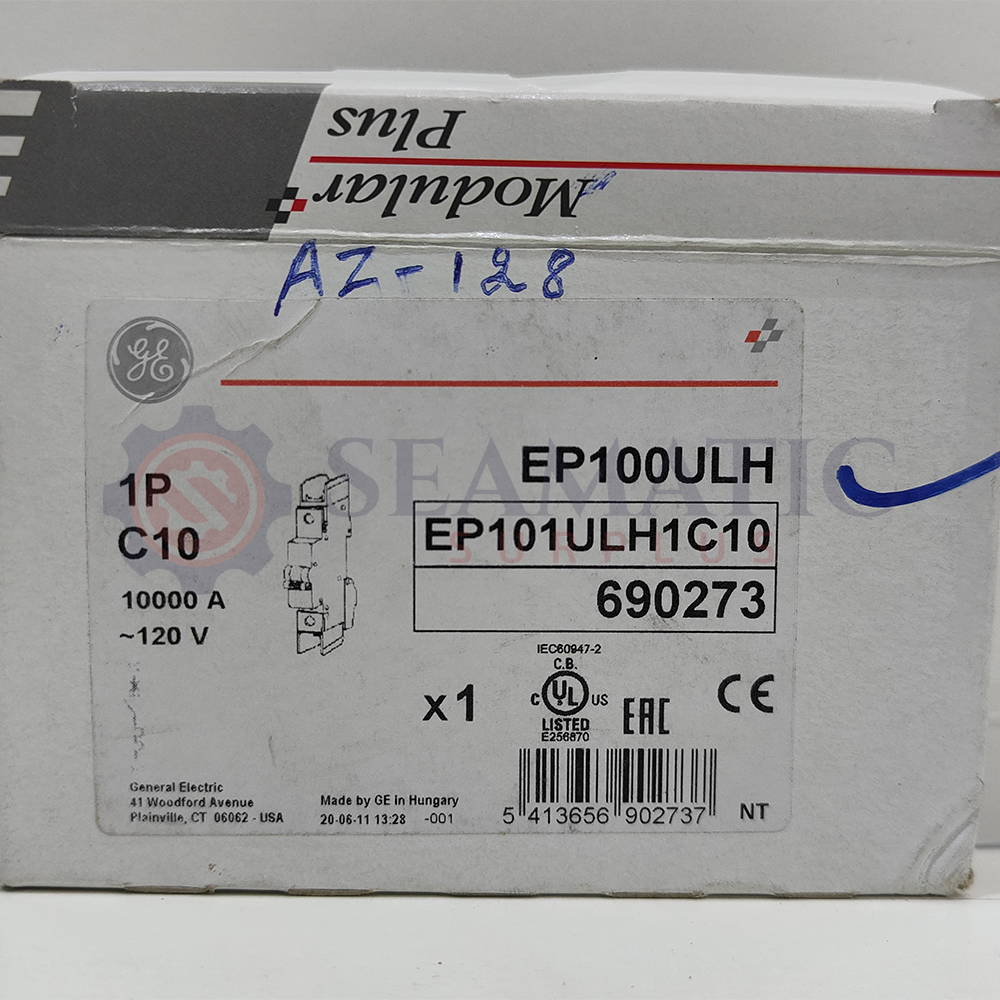 Plus
Modular
AZ-128
GE
SEAMATIC
SURPLUS
EP100ULH
1P
C10
EP101ULH1C10
690273
10000 A
~120 V
IEC60947-2
C.B.
x1
C UL US
LISTED
E256870
EAC
CE
General Electric
41 Woodford Avenue
Plainville, CT 06062 - USA
Made by GE in Hungary
20-06-11 13:28 -001
5 413656 902737
NT